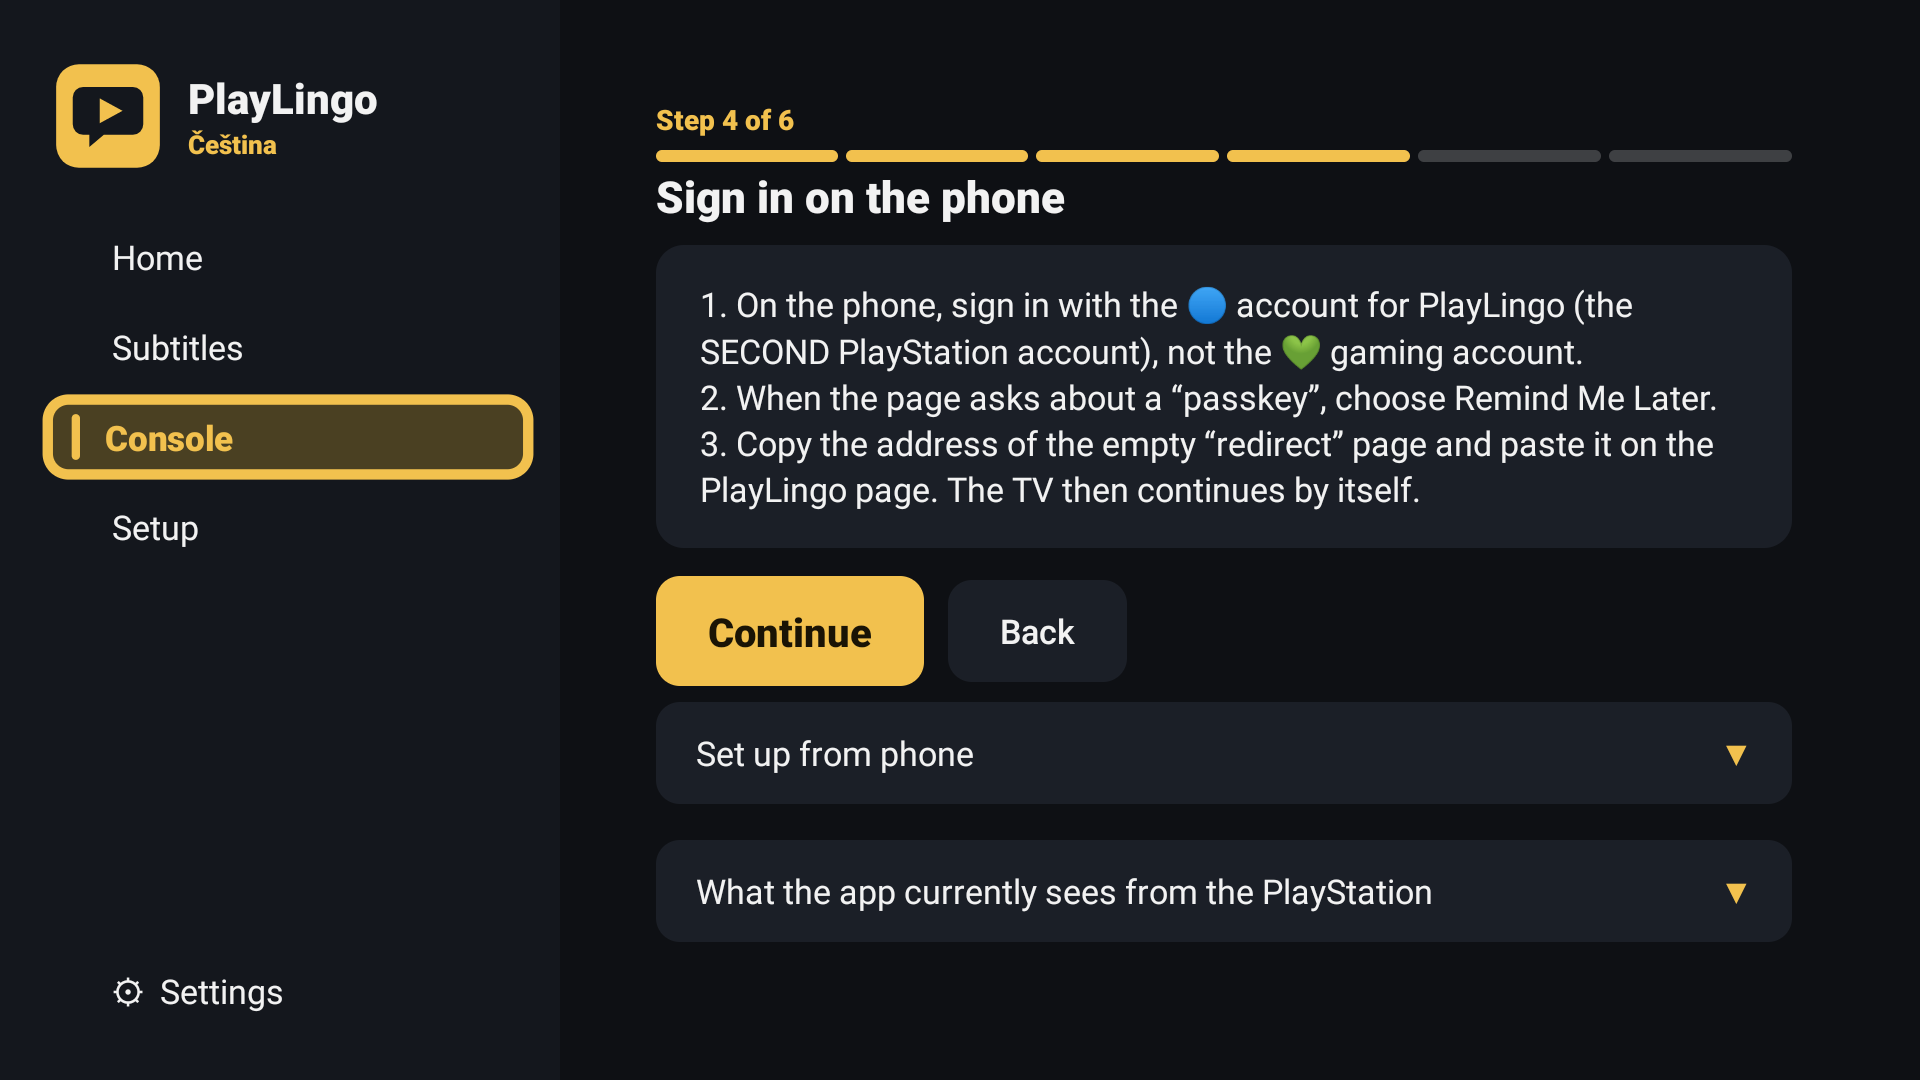 PlayLingo
Čeština
Home
Subtitles
Console
Setup
Settings
Step 4 of 6
Sign in on the phone
1. On the phone, sign in with the 🔵 account for PlayLingo (the
SECOND PlayStation account), not the 💚 gaming account.
2. When the page asks about a “passkey”, choose Remind Me Later.
3. Copy the address of the empty “redirect” page and paste it on the
PlayLingo page. The TV then continues by itself.
Continue
Back
Set up from phone
What the app currently sees from the PlayStation